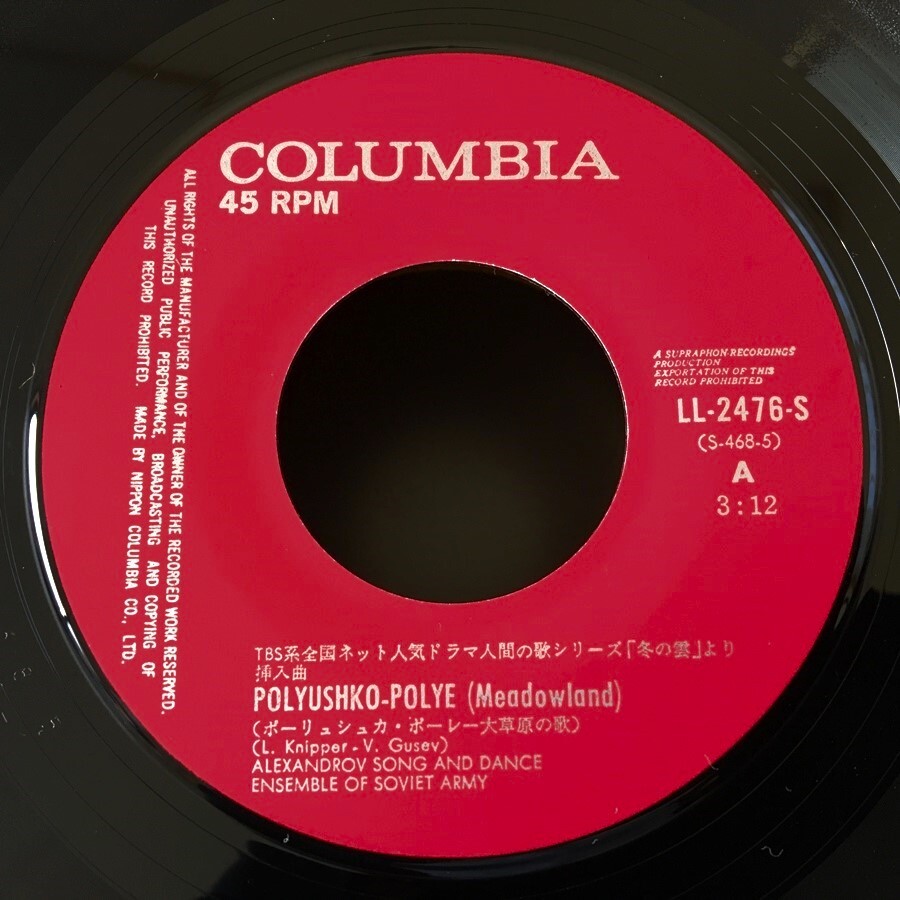 COLUMBIA
45 RPM
ALL RIGHTS OF THE MANUFACTURER AND OF THE OWNER OF THE RECORDED WORK RESERVED.
UNAUTHORIZED PUBLIC PERFORMANCE, BROADCASTING AND COPYING OF
THIS RECORD PROHIBITED. MADE BY NIPPON COLUMBIA CO., LTD.
A SUPRAPHON-RECORDINGS
PRODUCTION
EXPORTATION OF THIS
RECORD PROHIBITED
LL-2476-S
(S-468-5)
A
3:12
TBS系全国ネット人気ドラマ人間の歌シリーズ「冬の雲」より
挿入曲
POLYUSHKO-POLYE (Meadowland)
(ポーリュシュカ・ポーレー大草原の歌)
(L. Knipper - V. Gusev)
ALEXANDROV SONG AND DANCE
ENSEMBLE OF SOVIET ARMY